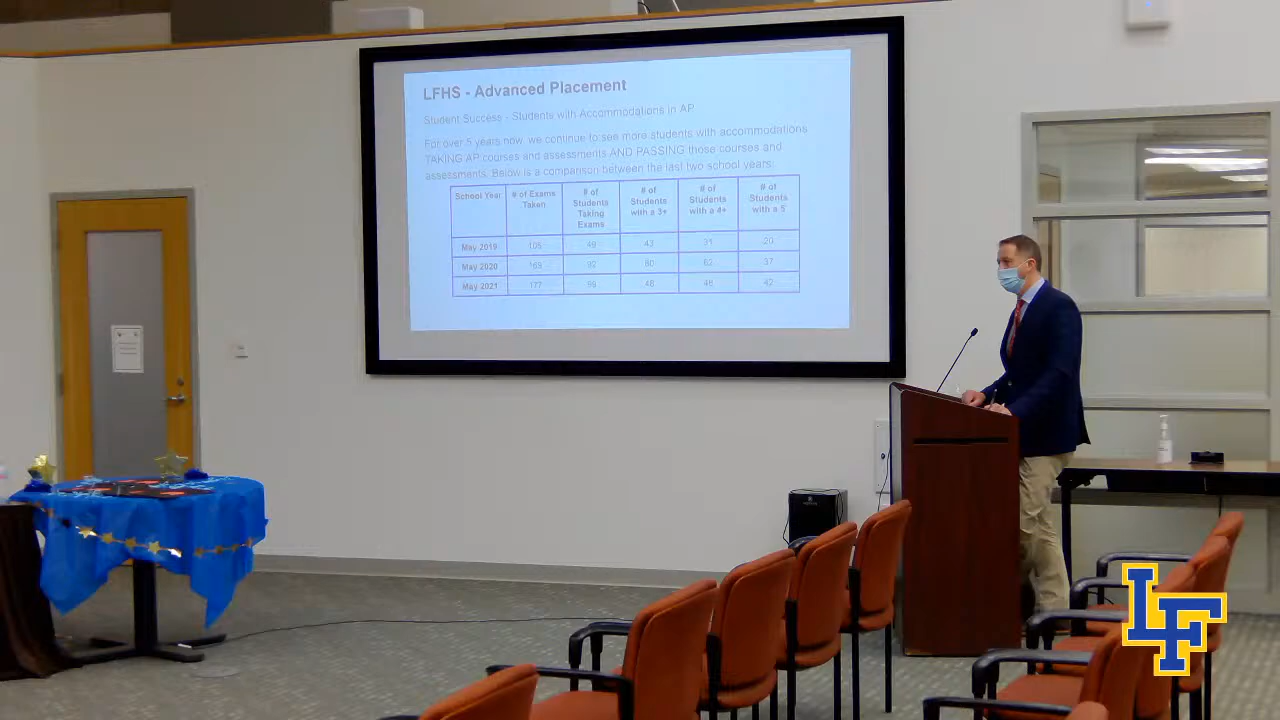 LFHS - Advanced Placement
Student Success - Students with Accommodations in AP
For over 5 years now, we continue to see more students with accommodations
TAKING AP courses and assessments AND PASSING those courses and
assessments. Below is a comparison between the last two school years:
School Year # of Exams Taken # of Students Taking Exams # of Students with a 3+ # of Students with a 4+ # of Students with a 5
May 2019 105 49 43 31 20
May 2020 92 80 62 37
May 2021 177 99 48 46 42
LF